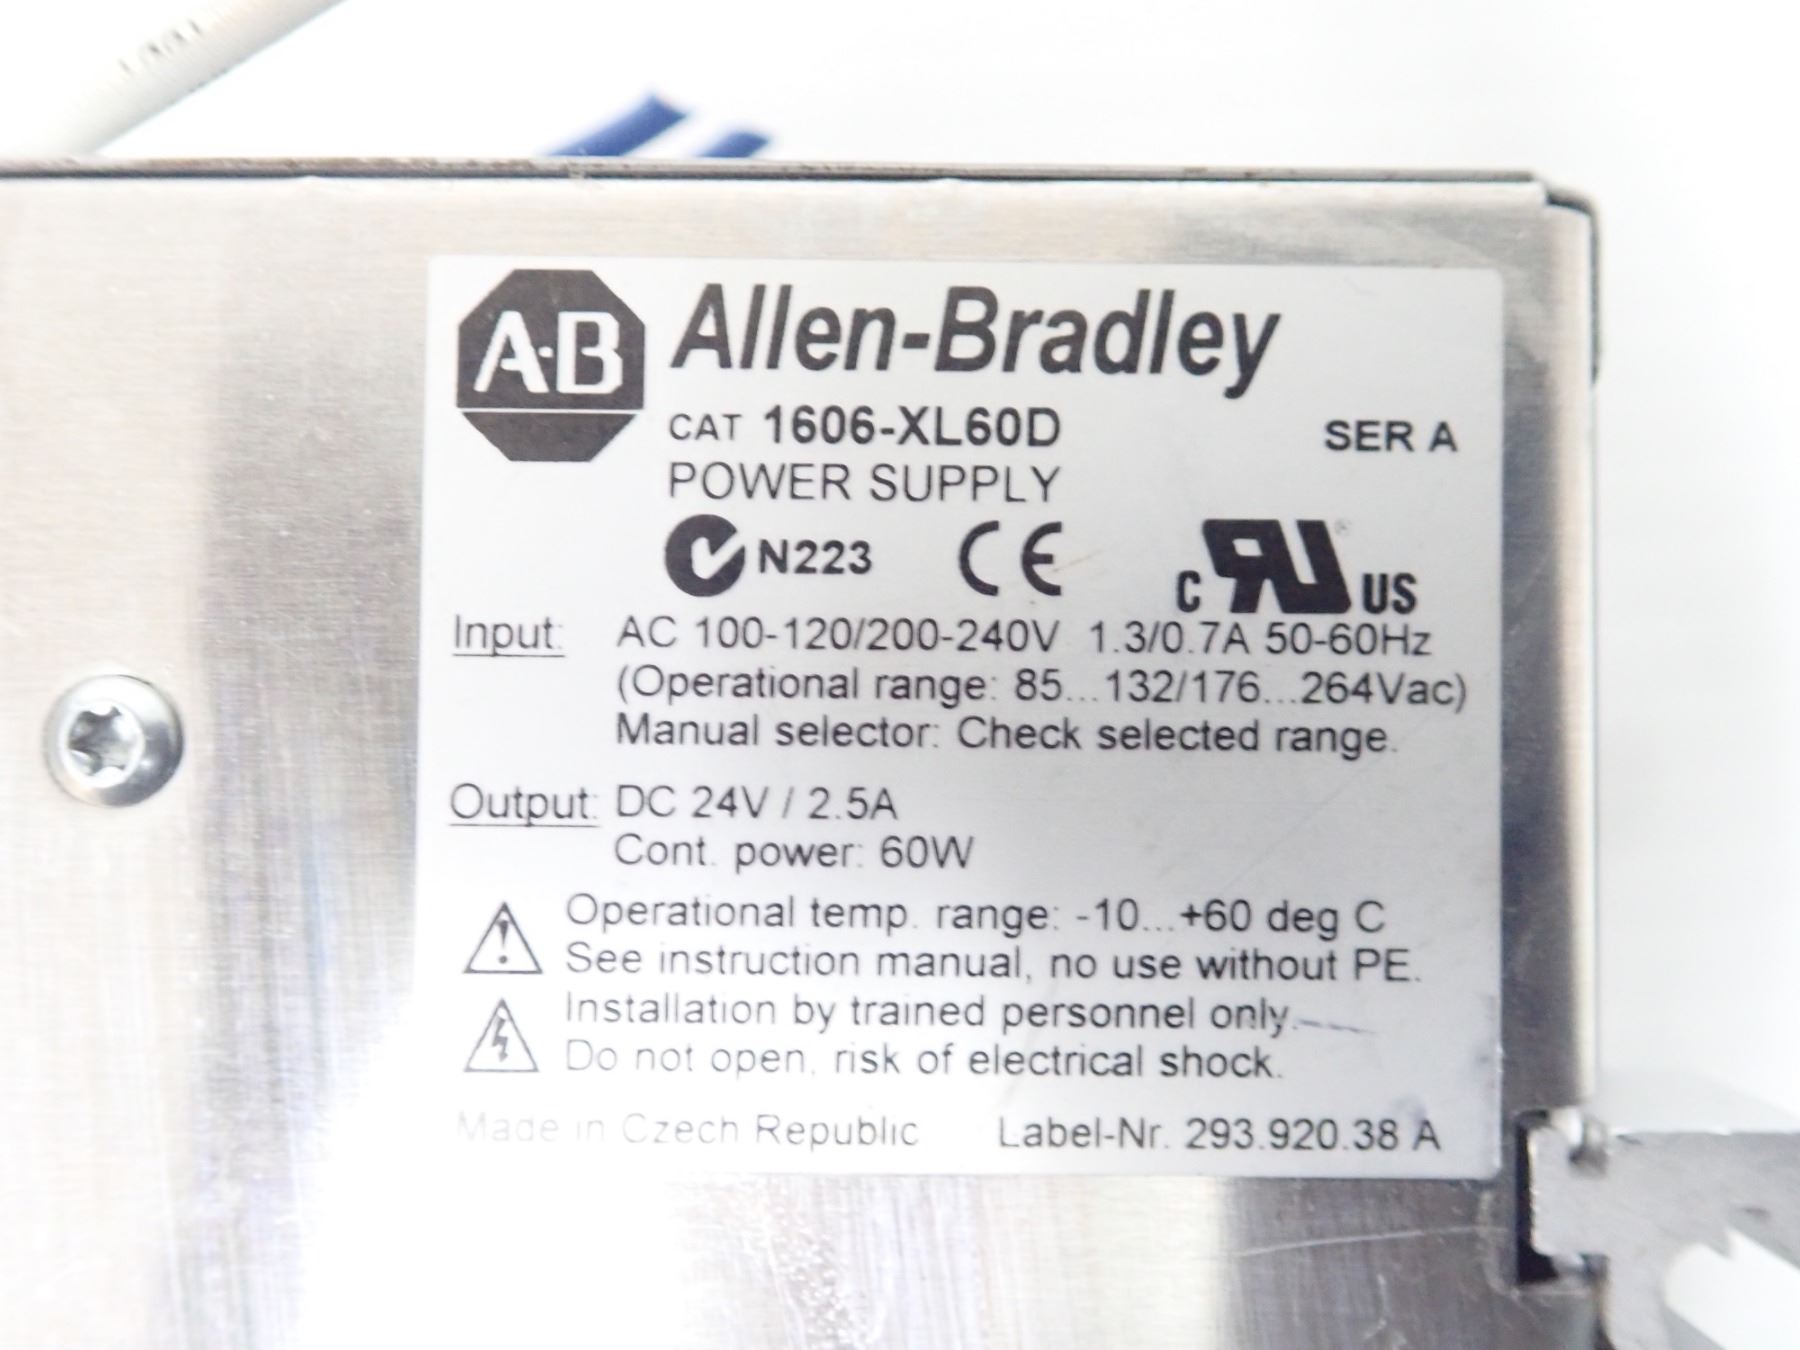 A-B Allen-Bradley
CAT 1606-XL60D SER A
POWER SUPPLY
N223 CE c RU ® US
Input: AC 100-120/200-240V 1.3/0.7A 50-60Hz
(Operational range: 85...132/176...264Vac)
Manual selector: Check selected range.
Output: DC 24V / 2.5A
Cont. power: 60W
Operational temp. range: -10...+60 deg C
See instruction manual, no use without PE.
Installation by trained personnel only.
Do not open, risk of electrical shock.
Made in Czech Republic Label-Nr. 293.920.38 A